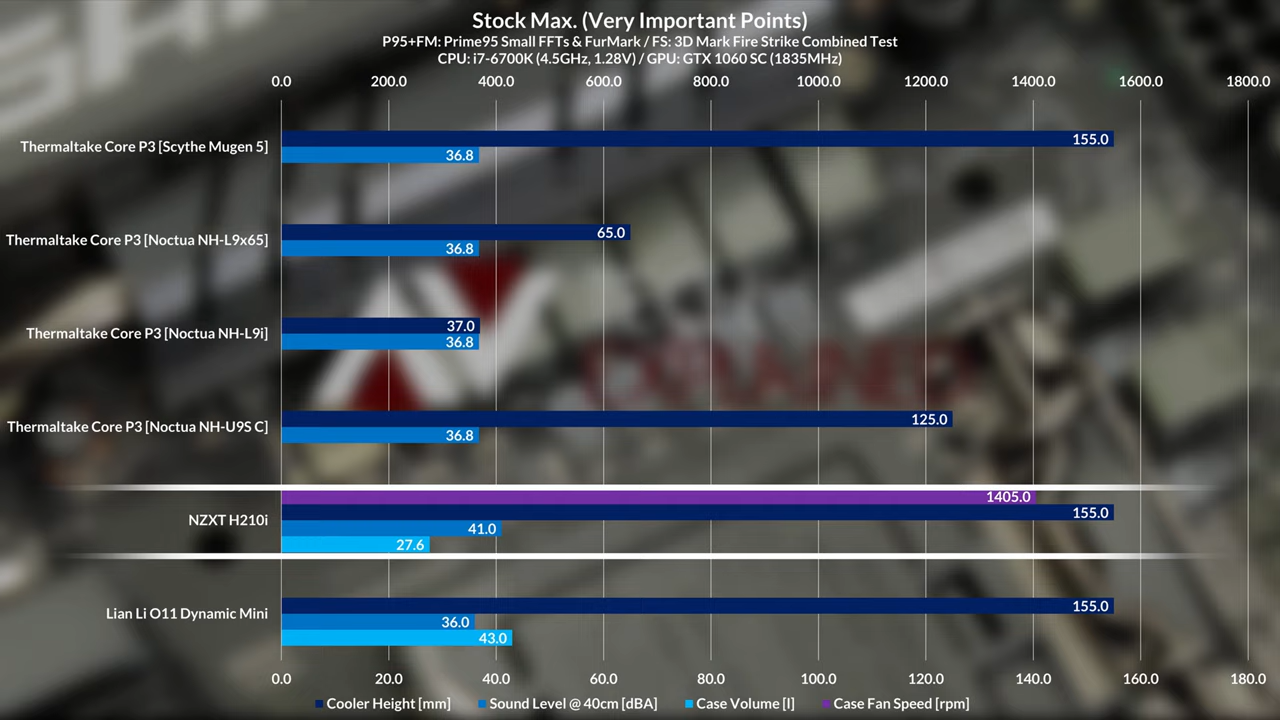 Stock Max. (Very Important Points)
P95+FM: Prime95 Small FFTs & FurMark / FS: 3D Mark Fire Strike Combined Test
CPU: i7-6700K (4.5GHz, 1.28V) / GPU: GTX 1060 SC (1835MHz)
0.0 200.0 400.0 600.0 800.0 1000.0 1200.0 1400.0 1600.0 1800.0
Thermaltake Core P3 [Scythe Mugen 5]
155.0
36.8
Thermaltake Core P3 [Noctua NH-L9x65]
65.0
36.8
Thermaltake Core P3 [Noctua NH-L9i]
37.0
36.8
Thermaltake Core P3 [Noctua NH-U9S C]
125.0
36.8
NZXT H210i
1405.0
155.0
41.0
27.6
Lian Li O11 Dynamic Mini
155.0
36.0
43.0
0.0 20.0 40.0 60.0 80.0 100.0 120.0 140.0 160.0 180.0
Cooler Height [mm] Sound Level @ 40cm [dBA] Case Volume [l] Case Fan Speed [rpm]